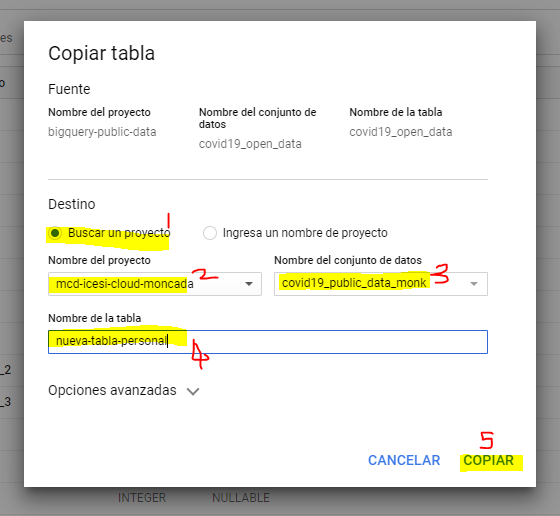 es
o
Copiar tabla
Fuente
Nombre del proyecto
bigquery-public-data
Nombre del conjunto de
datos
covid19_open_data
Nombre de la tabla
covid19_open_data
Destino
1
Buscar un proyecto
Ingresa un nombre de proyecto
Nombre del proyecto
Nombre del conjunto de datos
mcd-icesi-cloud-moncada
2
covid19_public_data_monk
3
Nombre de la tabla
nueva-tabla-personal
4
_2
Opciones avanzadas
_3
5
CANCELAR
COPIAR
INTEGER
NULLABLE